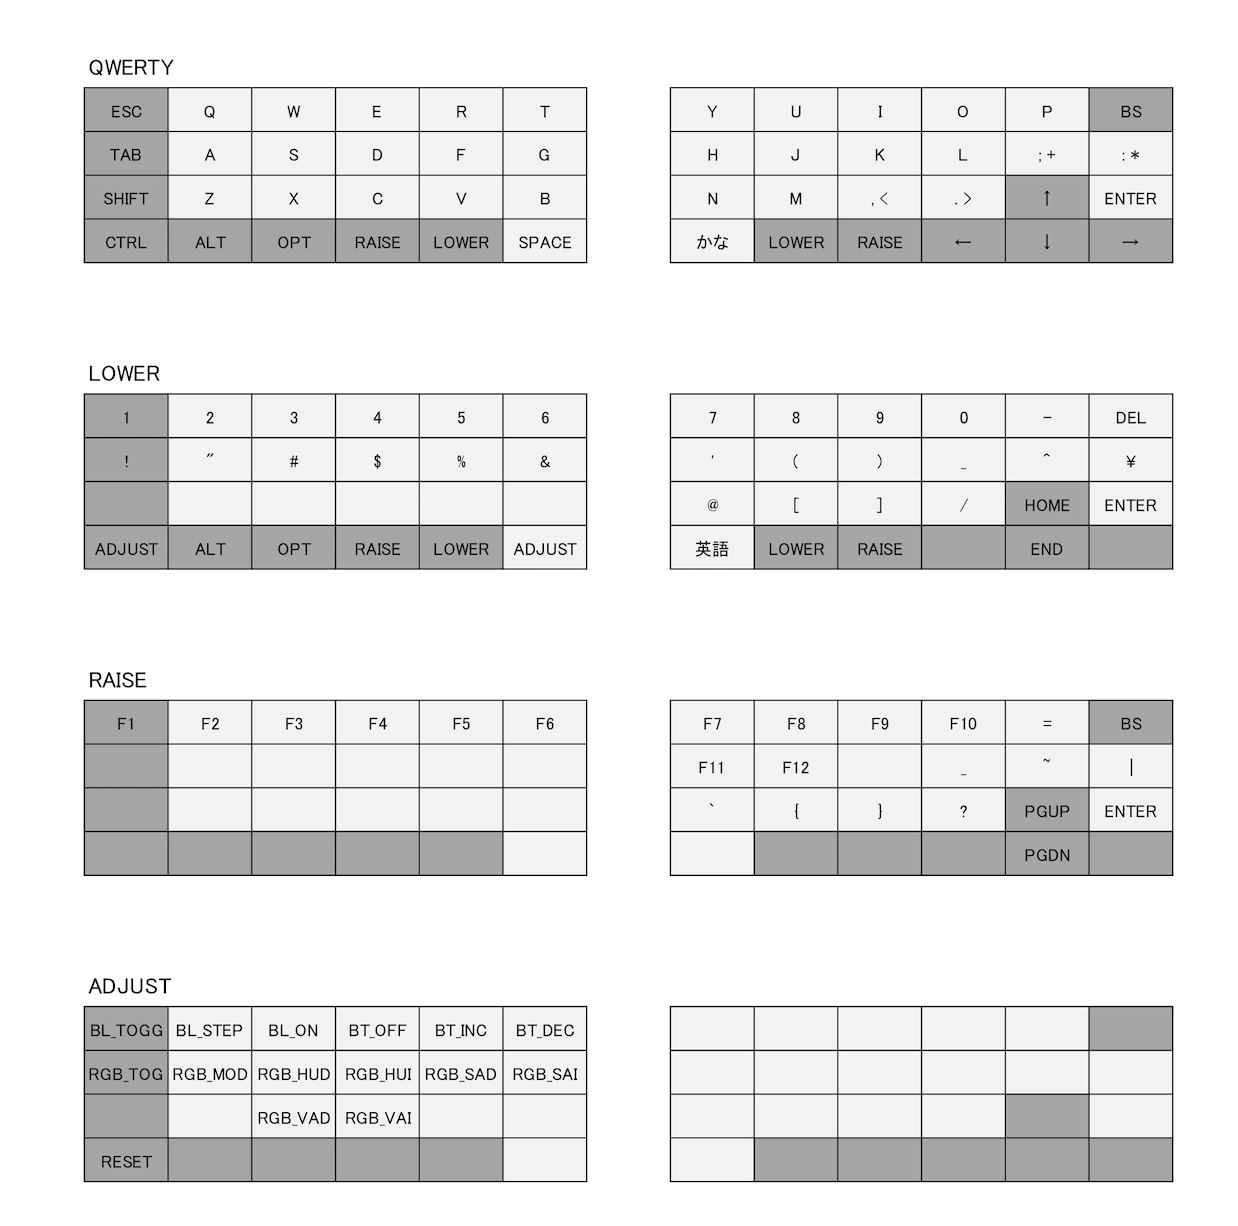 QWERTY
ESC Q W E R T Y U I O P BS
TAB A S D F G H J K L ;+ :*
SHIFT Z X C V B N M ,< .> ↑ ENTER
CTRL ALT OPT RAISE LOWER SPACE かな LOWER RAISE ← ↓ →
LOWER
1 2 3 4 5 6 7 8 9 0 - DEL
! " # $ % & ' ( ) _ ^ ¥
@ [ ] / HOME ENTER
ADJUST ALT OPT RAISE LOWER ADJUST 英語 LOWER RAISE END
RAISE
F1 F2 F3 F4 F5 F6 F7 F8 F9 F10 = BS
F11 F12 _ ~ |
` { } ? PGUP ENTER
PGDN
ADJUST
BL_TOGG BL_STEP BL_ON BT_OFF BT_INC BT_DEC
RGB_TOG RGB_MOD RGB_HUD RGB_HUI RGB_SAD RGB_SAI
RGB_VAD RGB_VAI
RESET